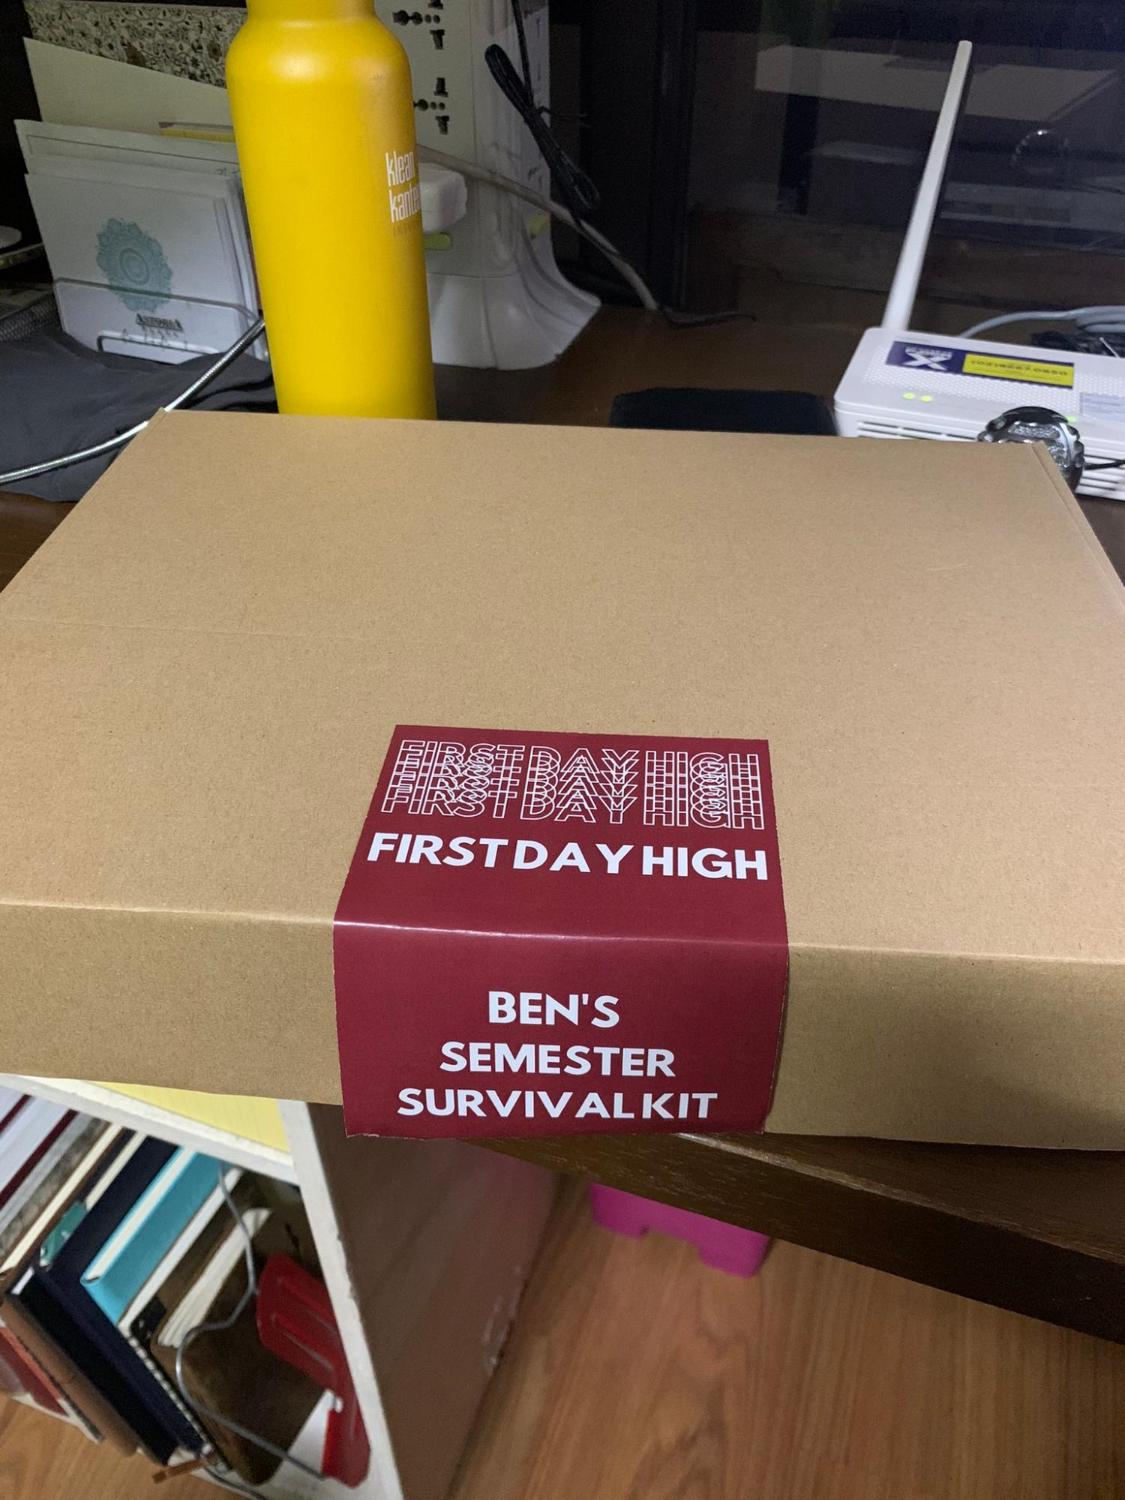 klean
ASTORIA
FIRST DAY HIGH
FIRST DAY HIGH
FIRST DAY HIGH
FIRST DAY HIGH
FIRST DAY HIGH
BEN'S
SEMESTER
SURVIVAL KIT